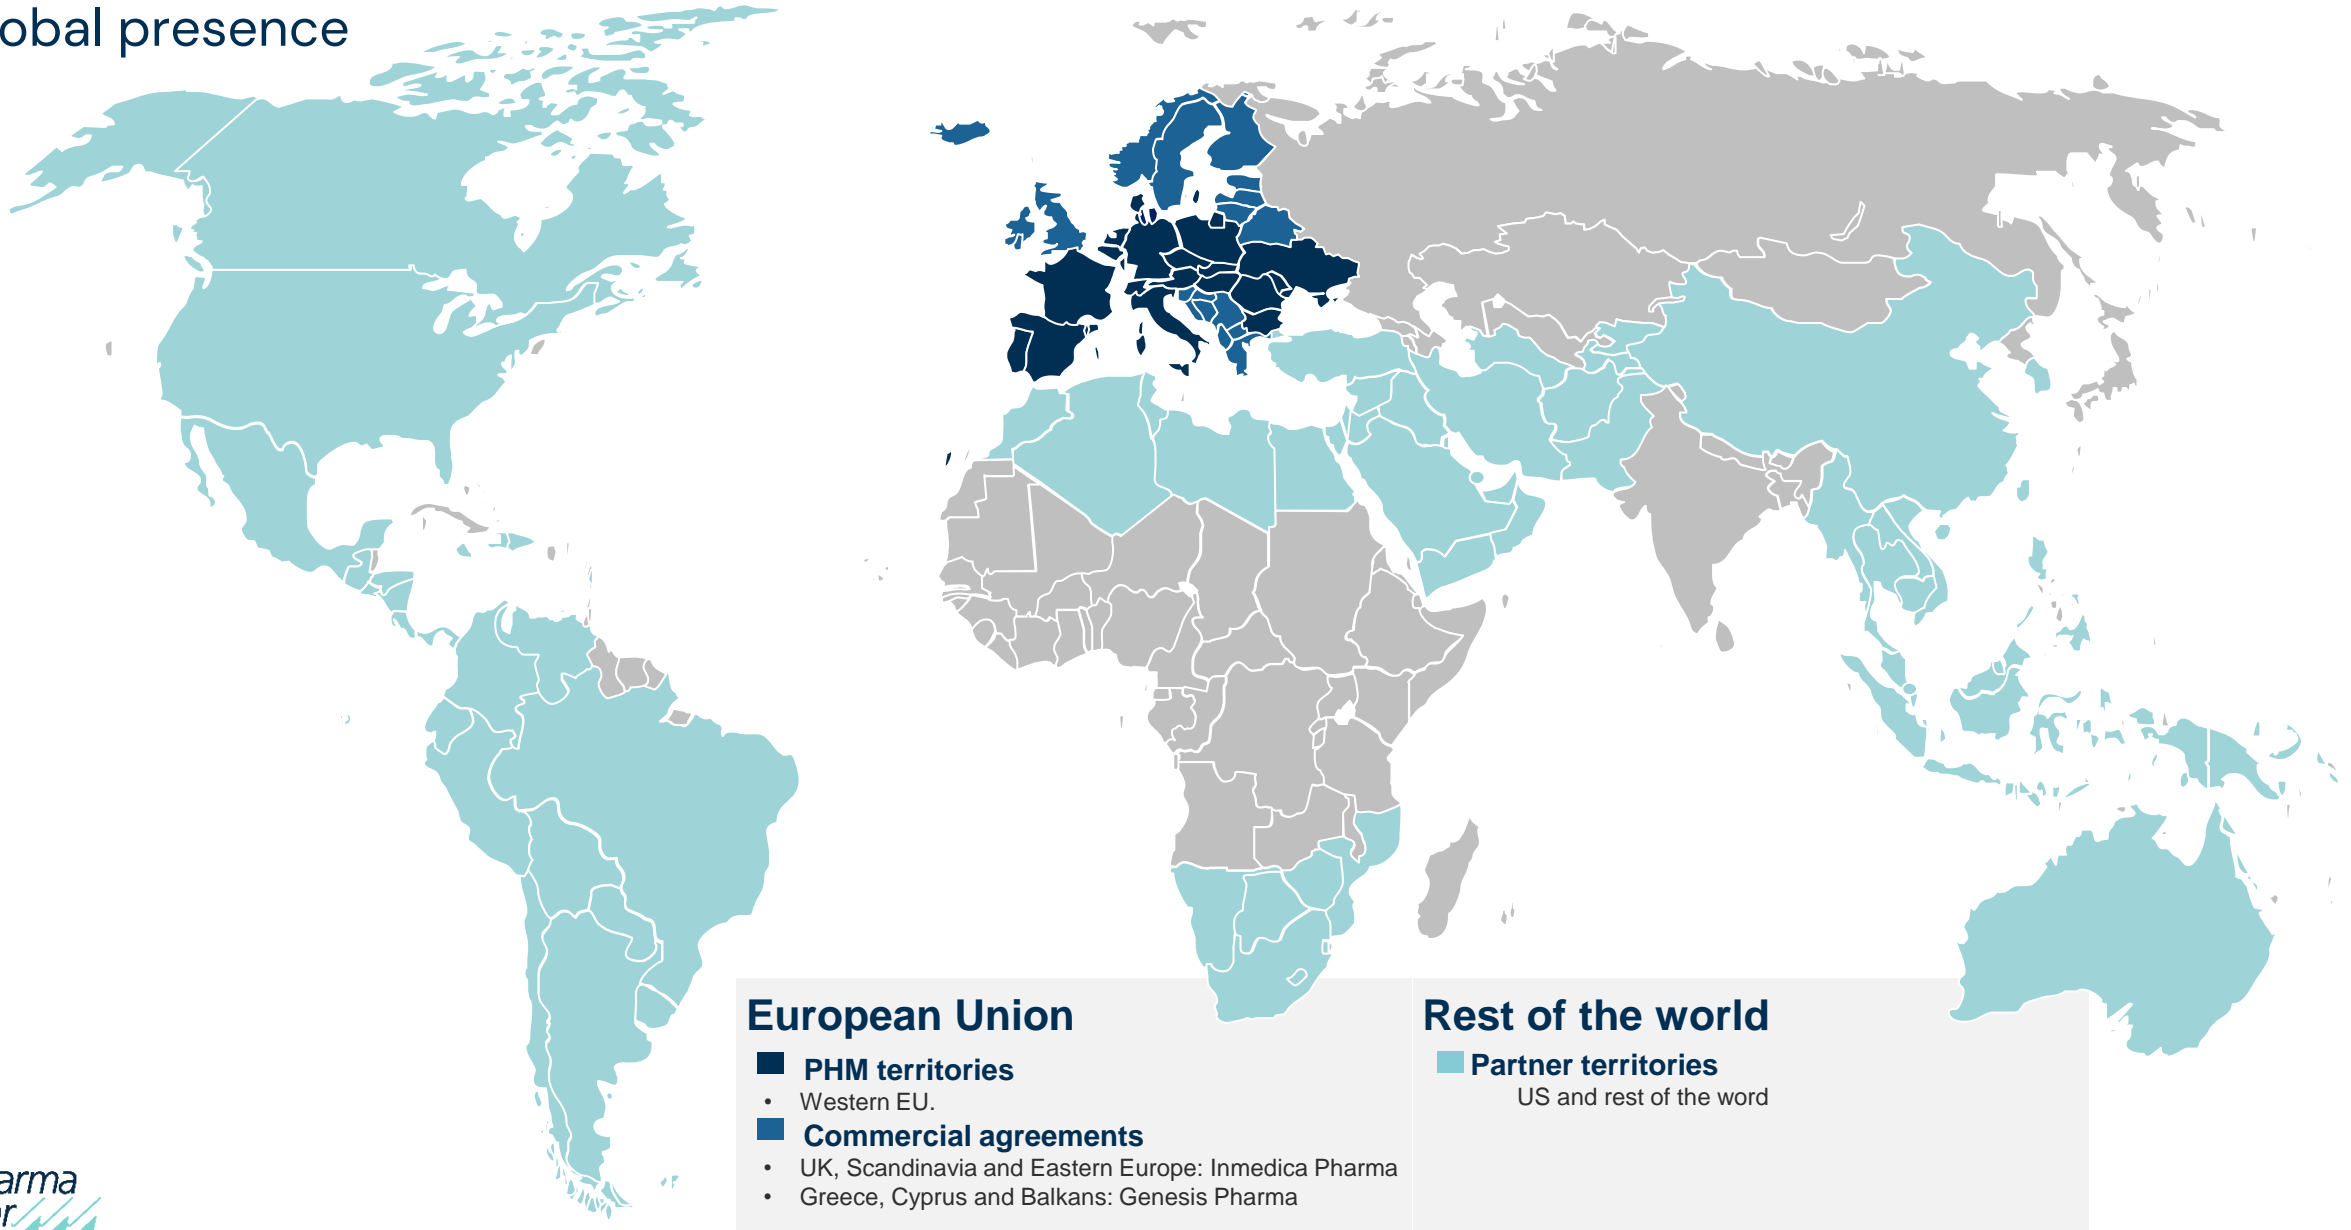 obal presence
European Union
PHM territories
• Western EU.
Commercial agreements
• UK, Scandinavia and Eastern Europe: Inmedica Pharma
• Greece, Cyprus and Balkans: Genesis Pharma
Rest of the world
Partner territories
US and rest of the word
arma
r